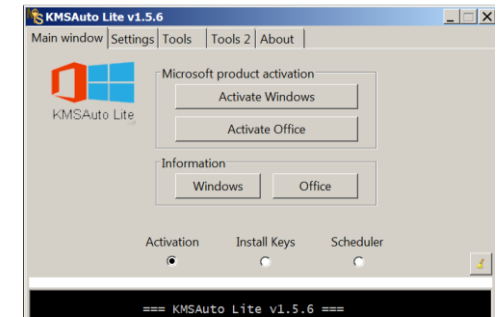 KMSAuto Lite v1.5.6
Main window Settings Tools Tools 2 About
Microsoft product activation
Activate Windows
KMSAuto Lite
Activate Office
Information
Windows Office
Activation Install Keys Scheduler
=== KMSAuto Lite v1.5.6 ===